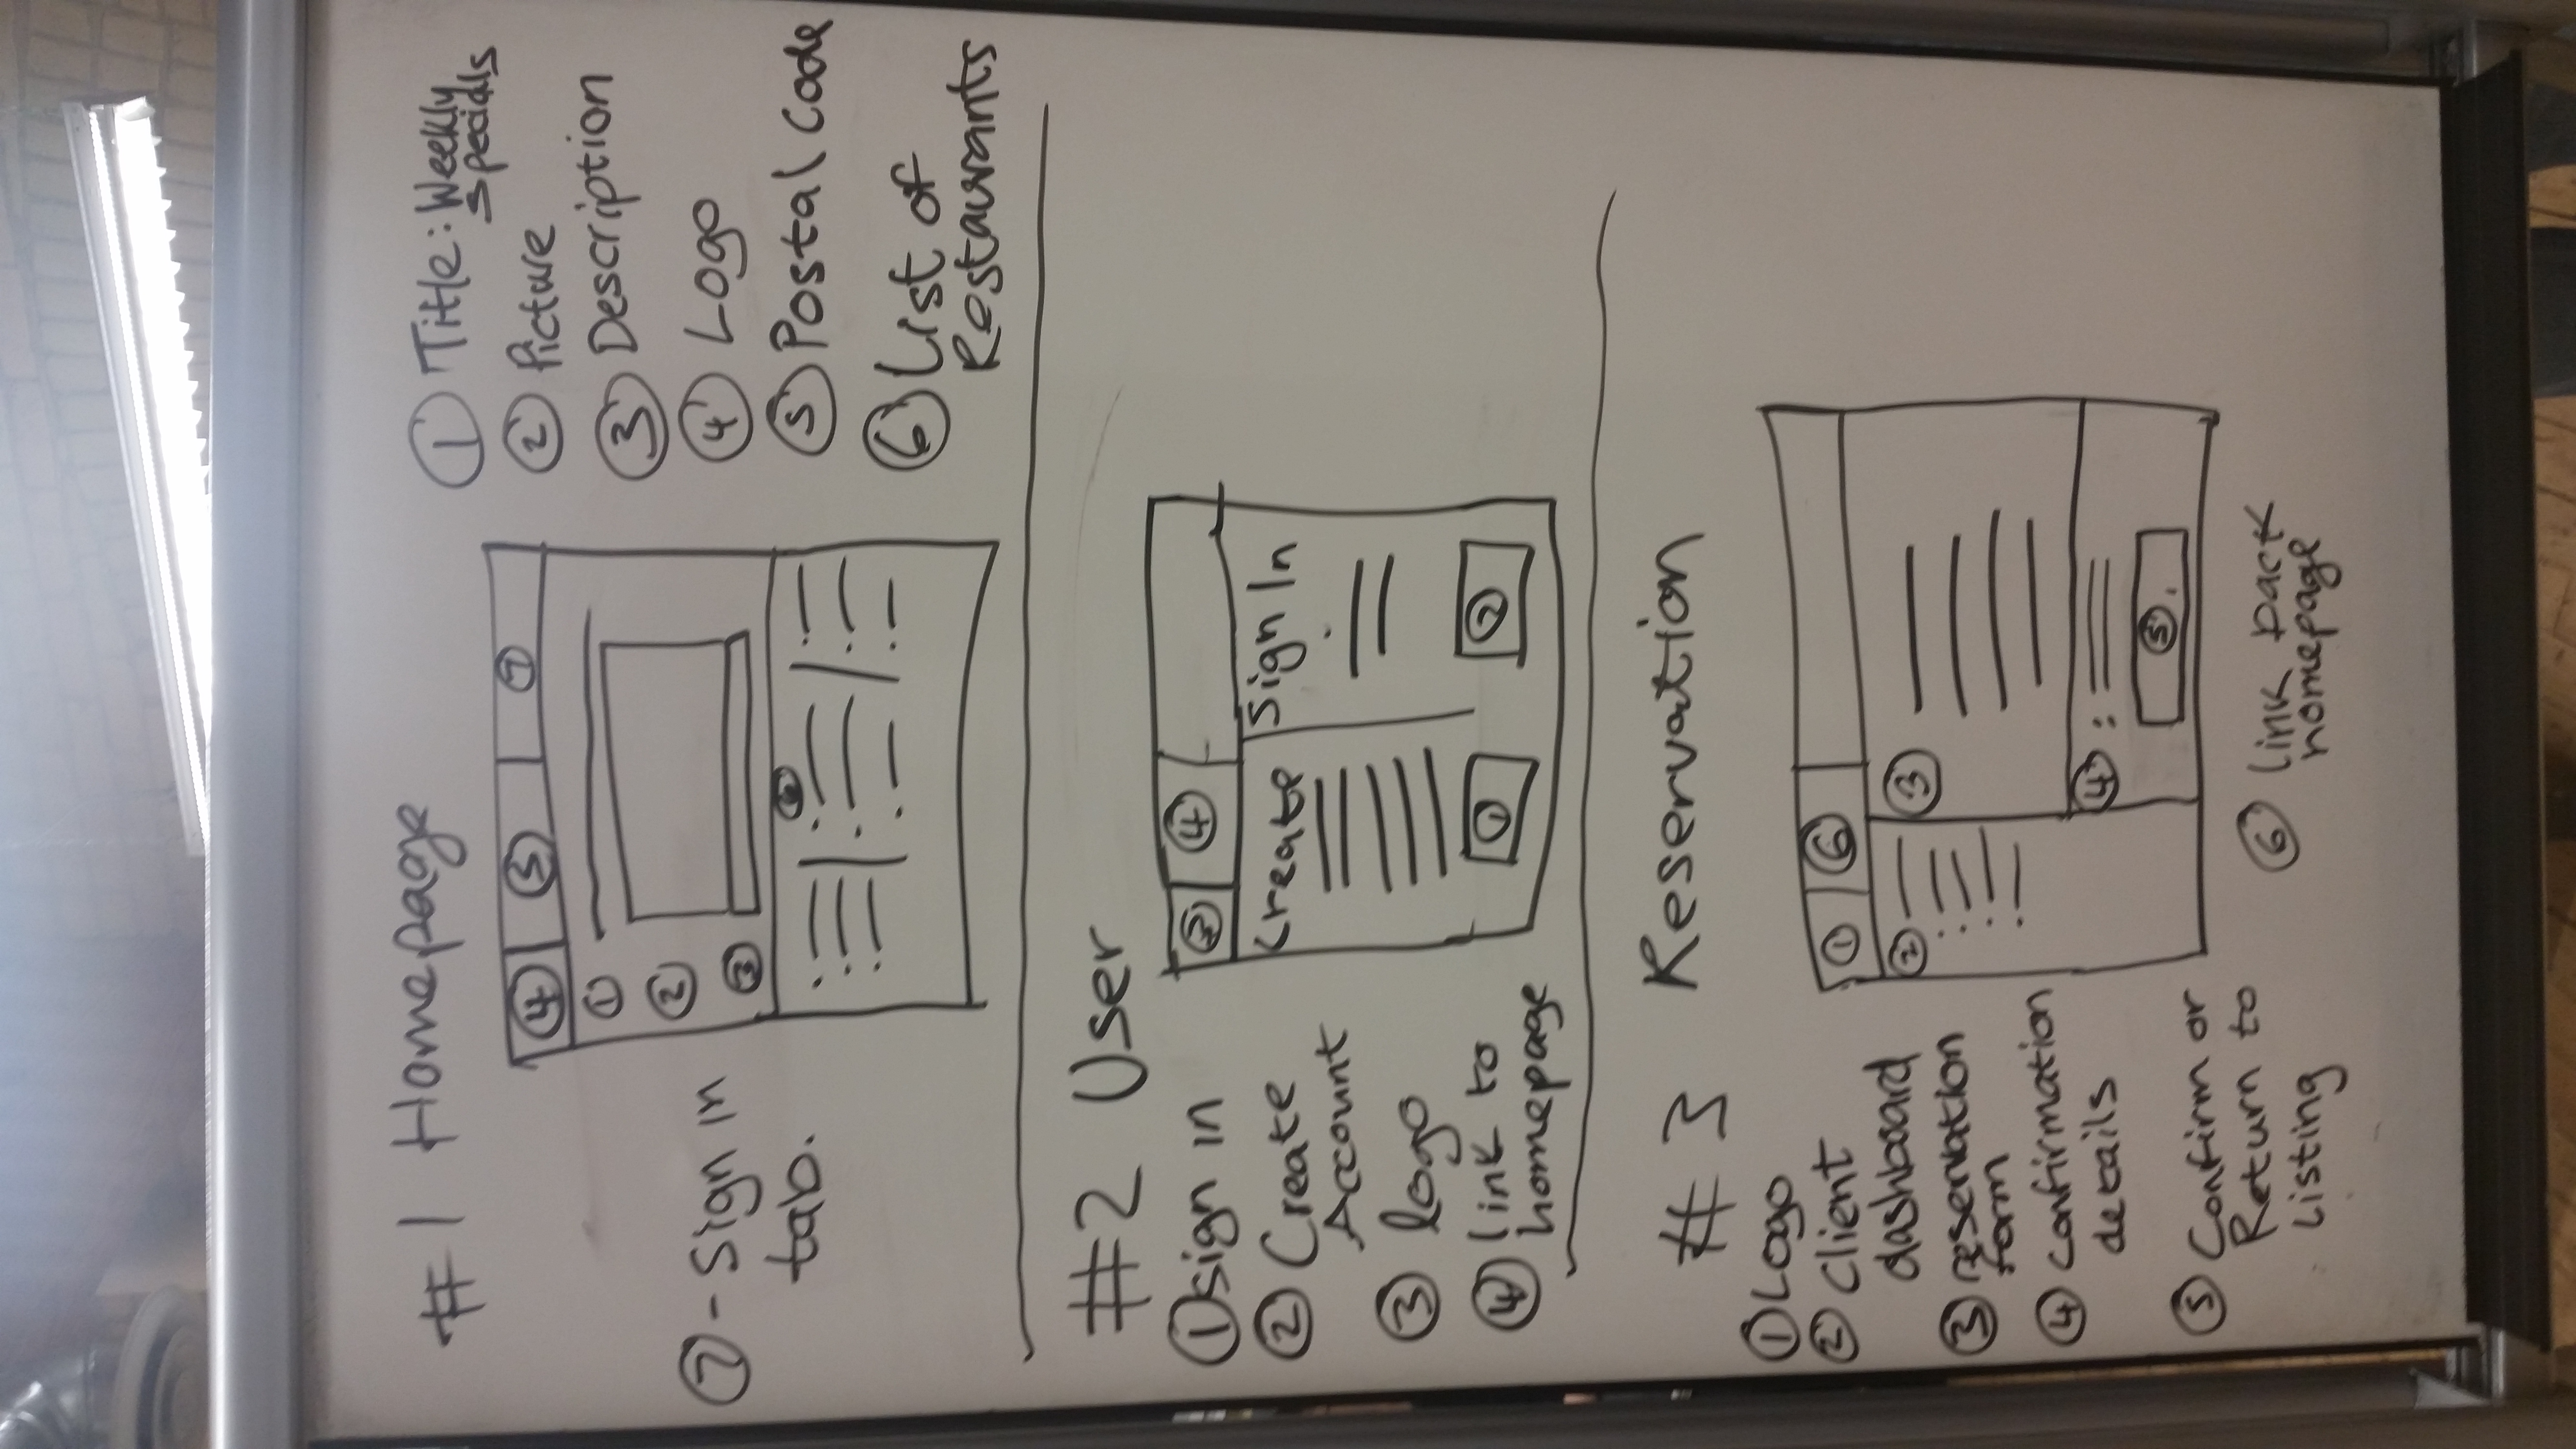 #1 Homepage
① Title: Weekly
specials
② Picture
③ Description
④ Logo
⑤ Postal Code
⑥ List of
Restaurants
⑦ - Sign in
tab.
④ ⑤ ⑦
①
②
③
⑥
#2 User
① sign in
② Create
Account
③ logo
④ link to
homepage
③ ④
Create Sign In
① ②
#3 Reservation
① Logo
② Client
dashboard
③ reservation
form
④ confirmation
details
⑤ Confirm or
Return to
Listing
① ⑥
② ③
④ :
⑤
⑥ link back
homepage